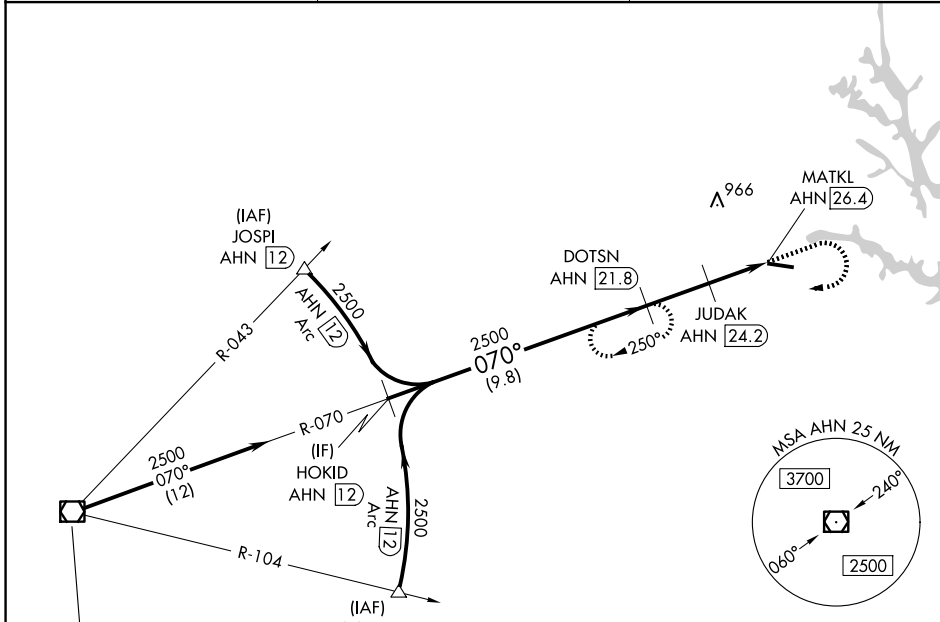 966
MATKL
AHN 26.4
(IAF)
JOSPI
AHN 12
DOTSN
AHN 21.8
2500
AHN 12
Arc
JUDAK
AHN 24.2
R-043
250°
2500
070°
(9.8)
R-070
(IF)
HOKID
AHN 12
2500
070°
(12)
MSA AHN 25 NM
3700
240°
060°
2500
AHN 12
Arc
2500
R-104
(IAF)